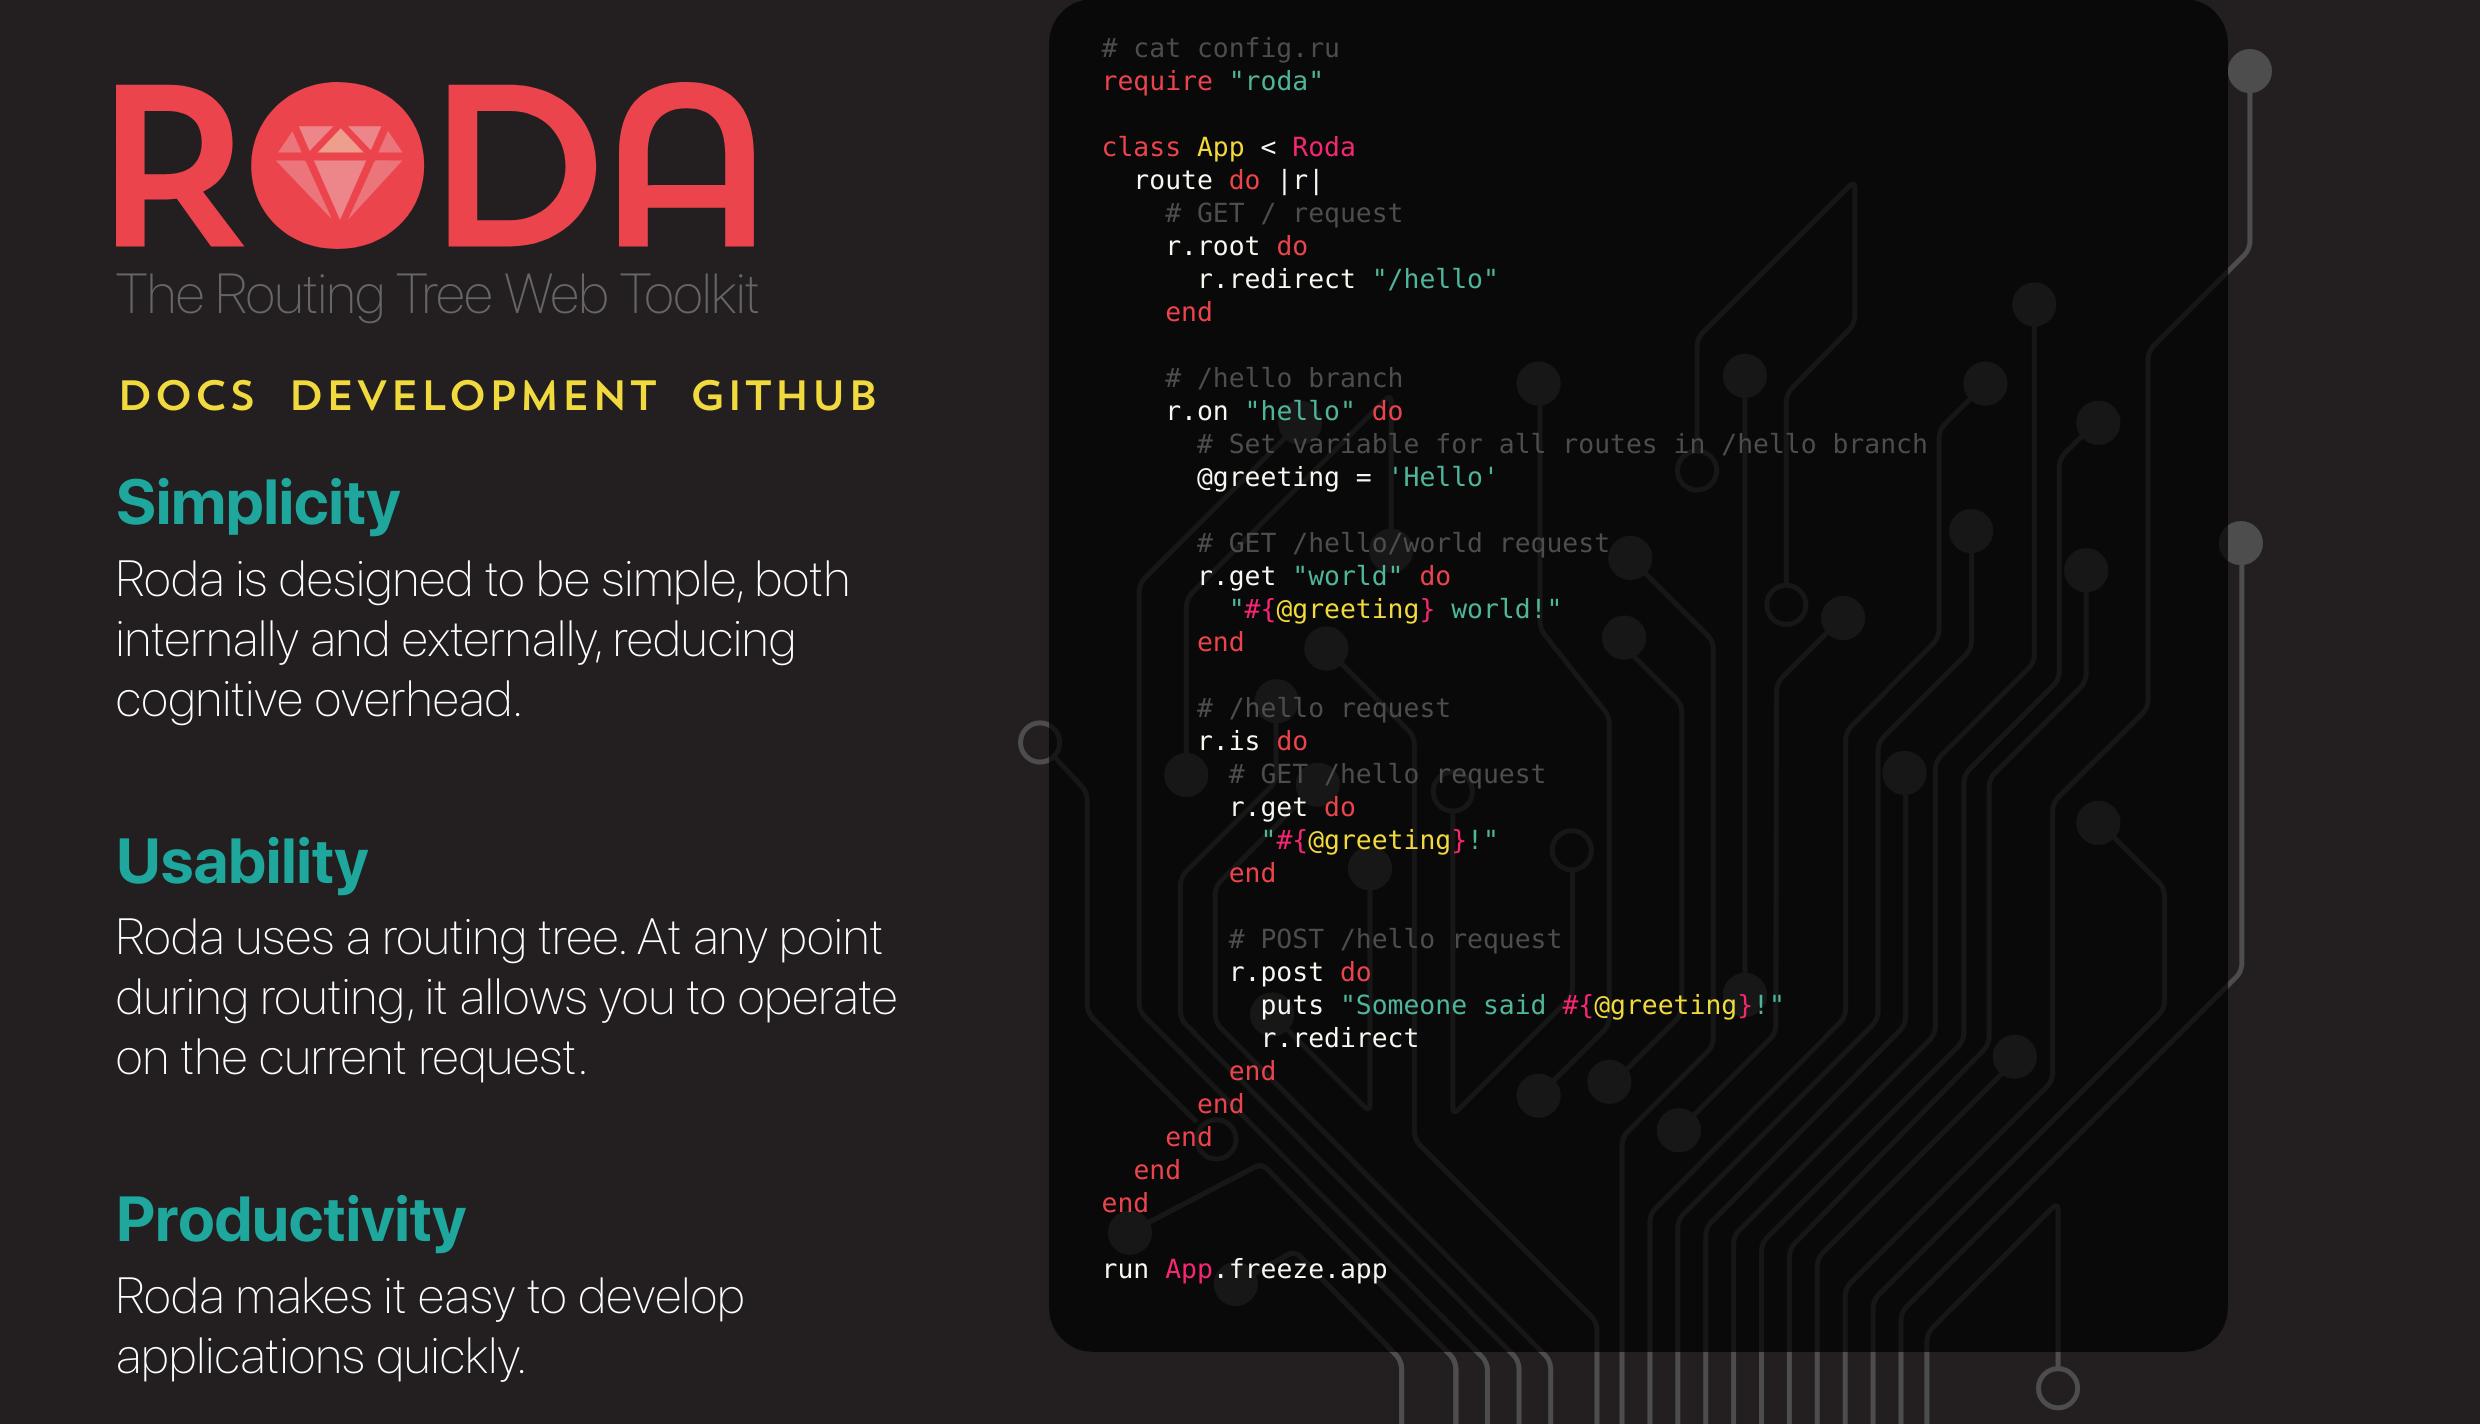 RODA
The Routing Tree Web Toolkit
DOCS DEVELOPMENT GITHUB
Simplicity
Roda is designed to be simple, both
internally and externally, reducing
cognitive overhead.
Usability
Roda uses a routing tree. At any point
during routing, it allows you to operate
on the current request.
Productivity
Roda makes it easy to develop
applications quickly.
# cat config.ru
require "roda"

class App < Roda
  route do |r|
    # GET / request
    r.root do
      r.redirect "/hello"
    end

    # /hello branch
    r.on "hello" do
      # Set variable for all routes in /hello branch
      @greeting = 'Hello'

      # GET /hello/world request
      r.get "world" do
        "#{@greeting} world!"
      end

      # /hello request
      r.is do
        # GET /hello request
        r.get do
          "#{@greeting}!"
        end

        # POST /hello request
        r.post do
          puts "Someone said #{@greeting}!"
          r.redirect
        end
      end
    end
  end
end

run App.freeze.app